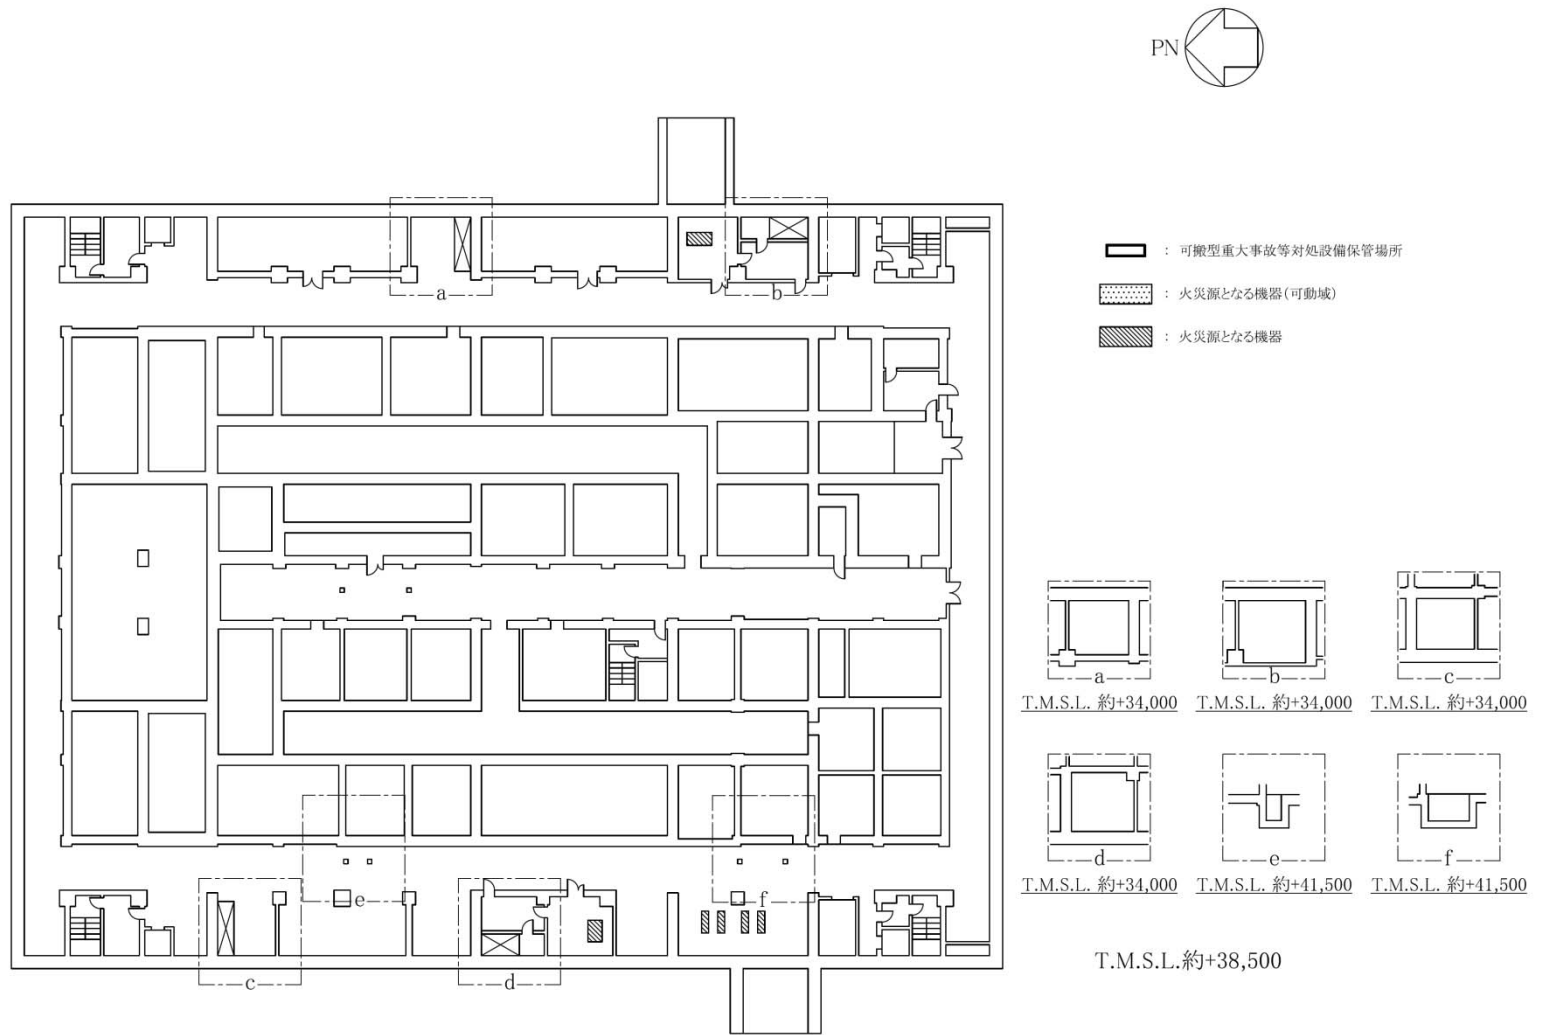 PN
： 可搬型重大事故等対処設備保管場所
： 火災源となる機器（可動域）
： 火災源となる機器
a
b
e
f
c
d
a
b
c
T.M.S.L. 約+34,000
T.M.S.L. 約+34,000
T.M.S.L. 約+34,000
d
e
f
T.M.S.L. 約+34,000
T.M.S.L. 約+41,500
T.M.S.L. 約+41,500
T.M.S.L.約+38,500